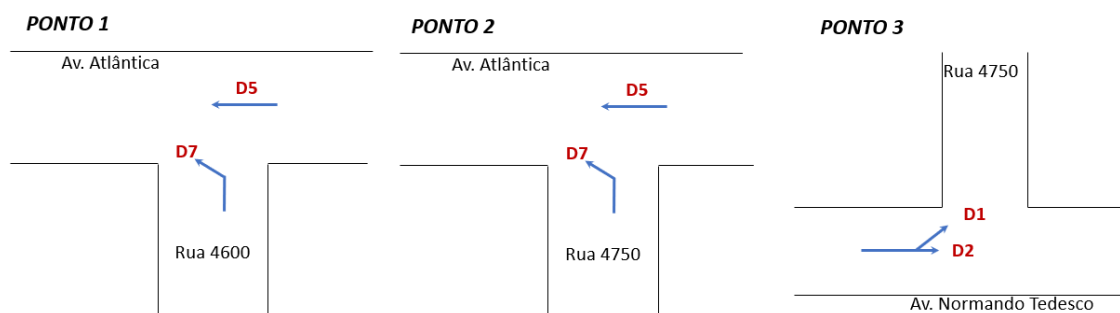 PONTO 1
Av. Atlântica
D5
D7
Rua 4600
PONTO 2
Av. Atlântica
D5
D7
Rua 4750
PONTO 3
Rua 4750
D1
D2
Av. Normando Tedesco